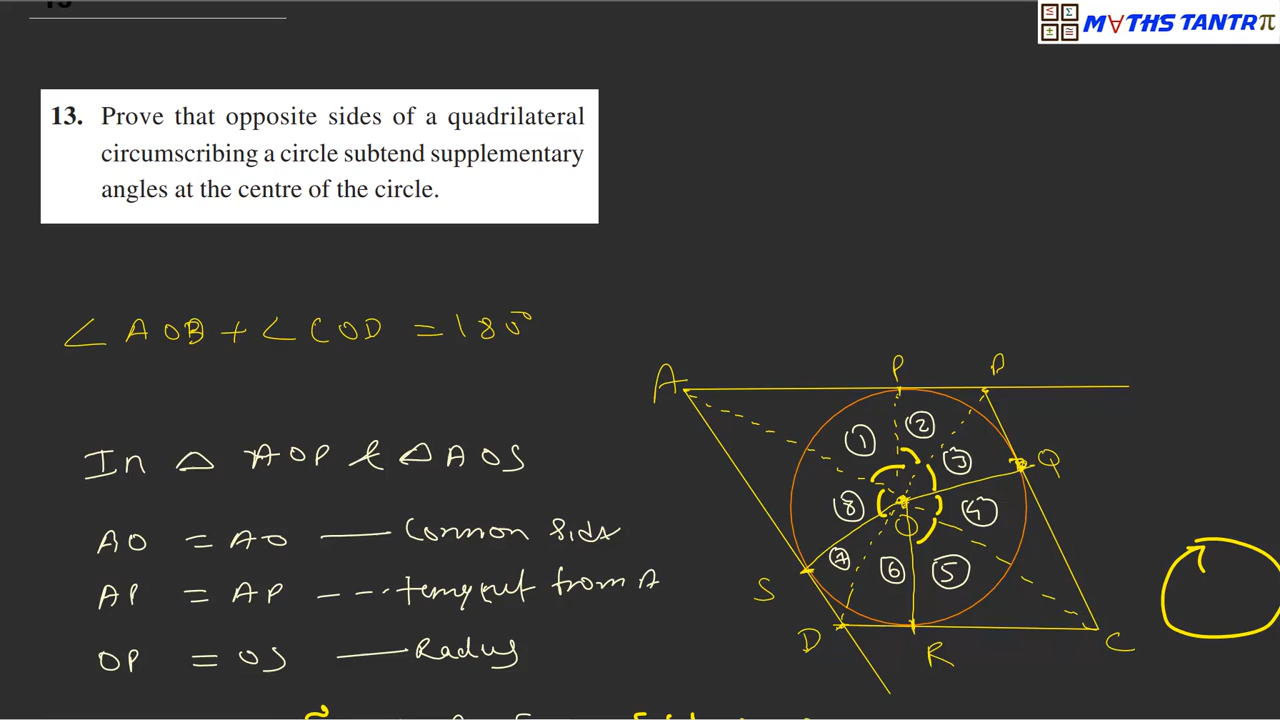 M∀THS TANTRπ
13. Prove that opposite sides of a quadrilateral
circumscribing a circle subtend supplementary
angles at the centre of the circle.
∠ AOB + ∠ COD = 180°
In △ AOP & △ AOS
AO = AO — Common Side
AP = AP - - - tangent from A
OP = OS — Radius
A P B
1 2
3 Q
8 4
O
7 6 5
S
D R C